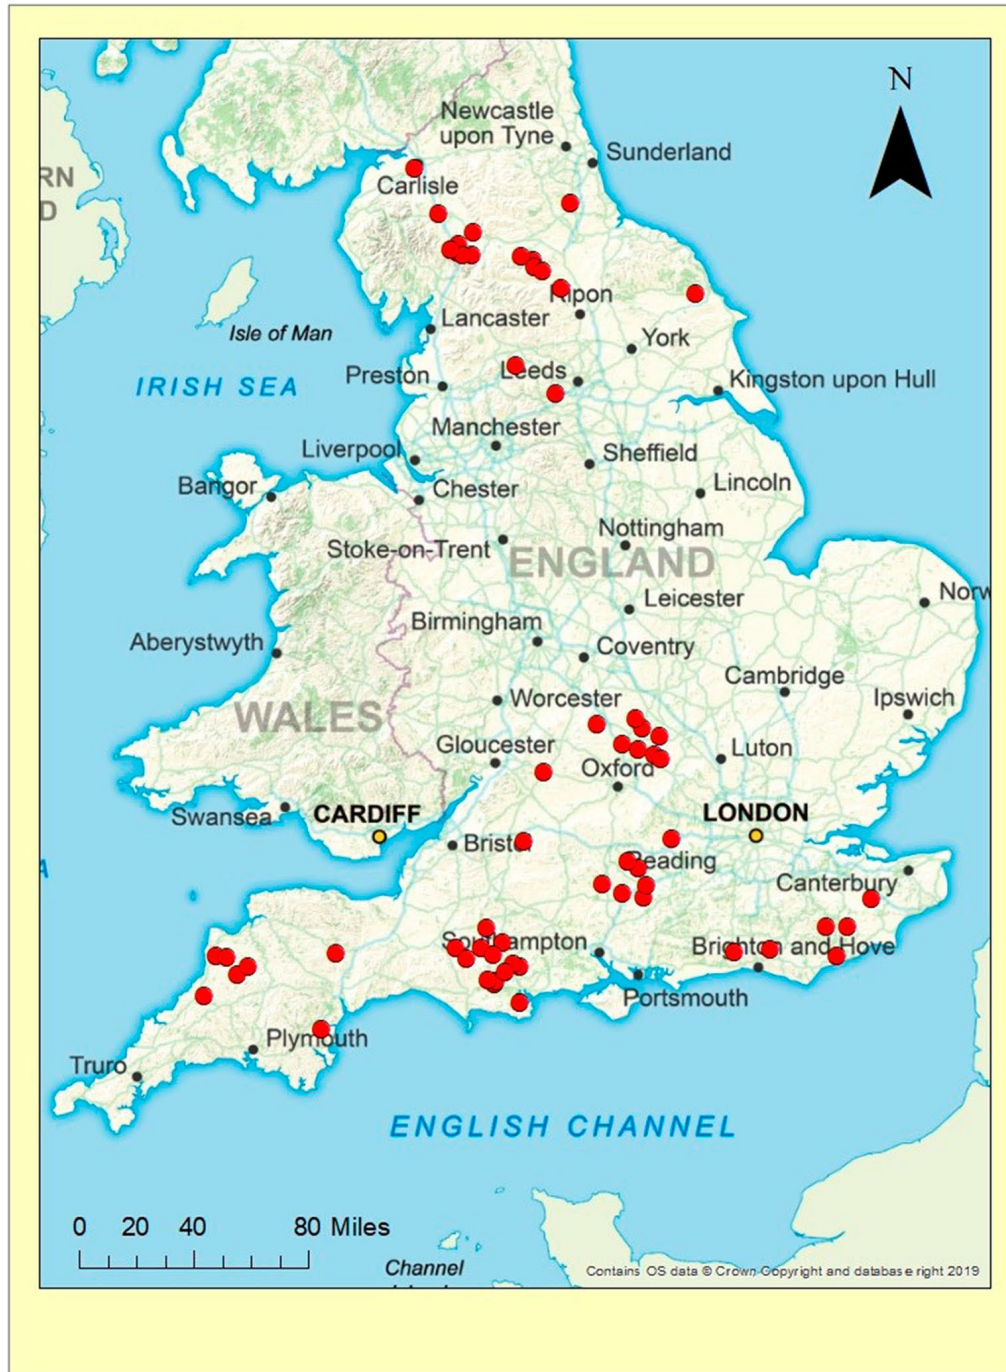 N
Newcastle
upon Tyne
Sunderland
RN
D
Carlisle
Ripon
Isle of Man
Lancaster
York
IRISH SEA
Preston
Leeds
Kingston upon Hull
Manchester
Liverpool
Sheffield
Bangor
Chester
Lincoln
Nottingham
Stoke-on-Trent
ENGLAND
Norw
Leicester
Birmingham
Aberystwyth
Coventry
Cambridge
Worcester
Ipswich
WALES
Gloucester
Luton
Oxford
Swansea
CARDIFF
LONDON
Bristol
Reading
A
Canterbury
Southampton
Brighton and Hove
Portsmouth
Plymouth
Truro
ENGLISH CHANNEL
0 20 40 80 Miles
Channel
Contains OS data © Crown Copyright and database right 2019